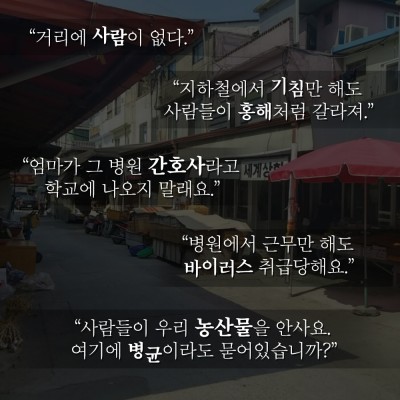 “거리에 사람이 없다.”
“지하철에서 기침만 해도
사람들이 홍해처럼 갈라져.”
“엄마가 그 병원 간호사라고
학교에 나오지 말래요.”
세계상회
“병원에서 근무만 해도
바이러스 취급당해요.”
“사람들이 우리 농산물을 안사요.
여기에 병균이라도 묻어있습니까?”